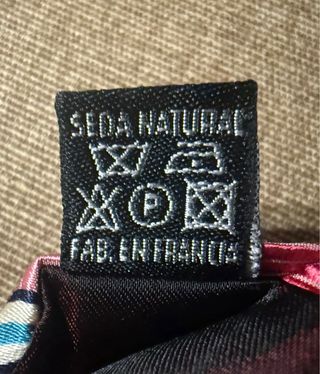 SEDA NATURAL
P
FAB. EN FRANCIA